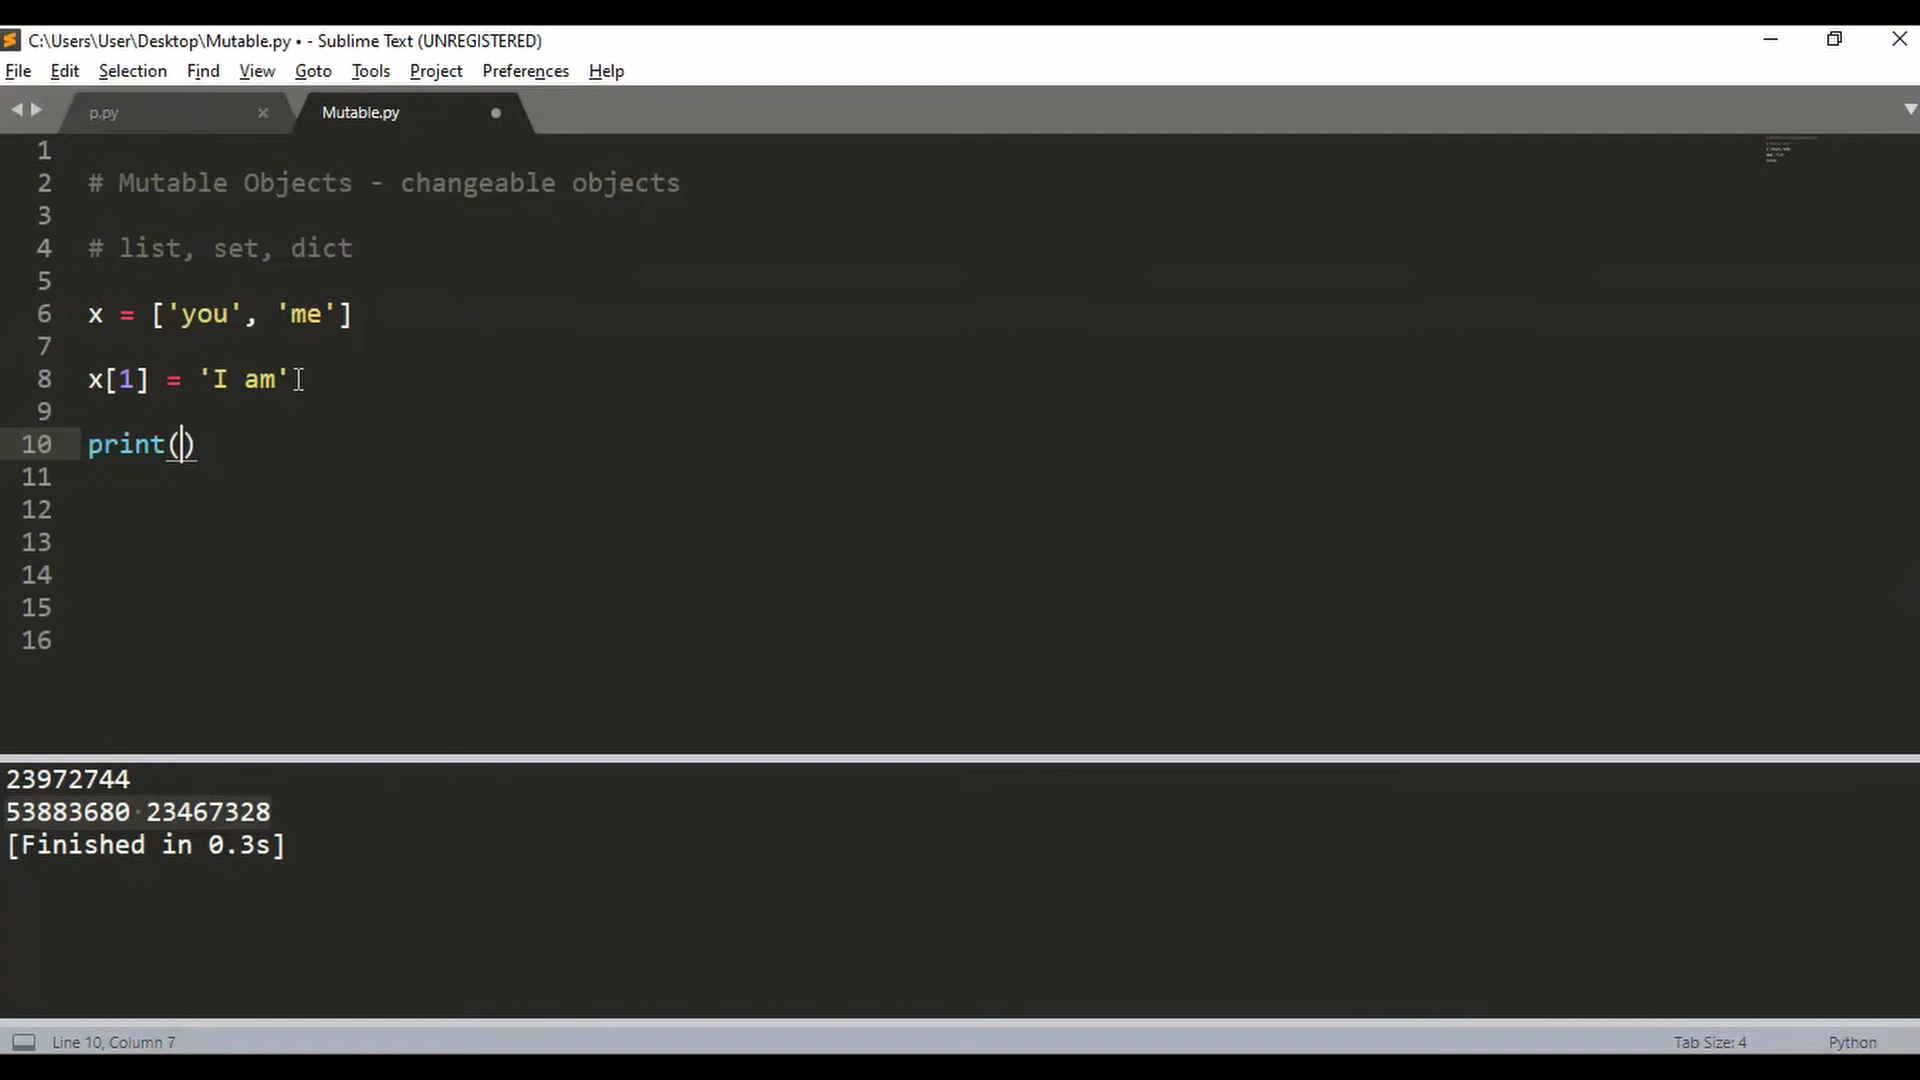 C:\Users\User\Desktop\Mutable.py • - Sublime Text (UNREGISTERED)
File Edit Selection Find View Goto Tools Project Preferences Help
p.py Mutable.py
1
2 # Mutable Objects - changeable objects
3
4 # list, set, dict
5
6 x = ['you', 'me']
7
8 x[1] = 'I am'
9
10 print()
11
12
13
14
15
16
23972744
53883680 23467328
[Finished in 0.3s]
Line 10, Column 7 Tab Size: 4 Python